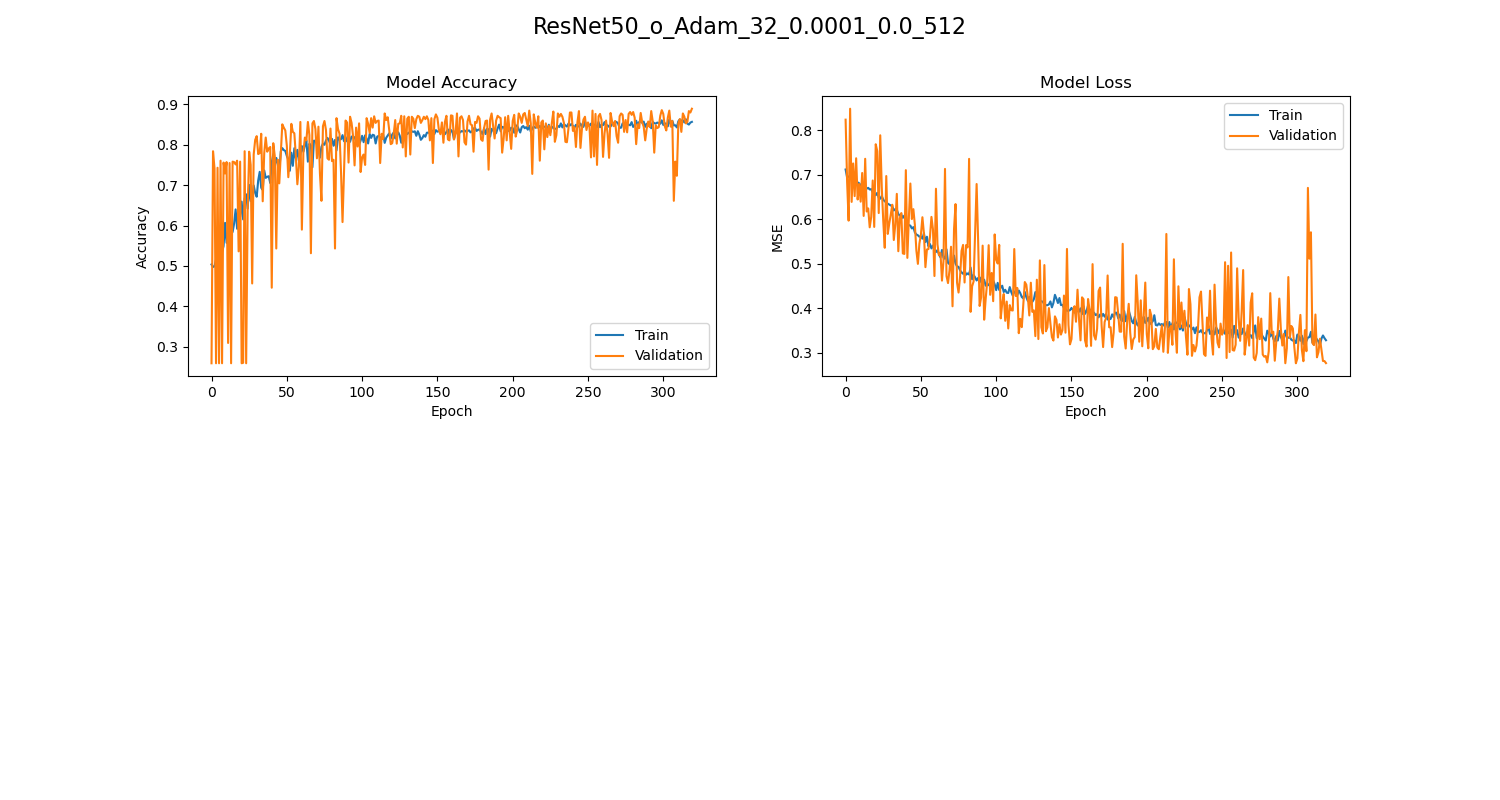 ResNet50_o_Adam_32_0.0001_0.0_512
Model Accuracy
Accuracy
0.9
0.8
0.7
0.6
0.5
0.4
0.3
0 50 100 150 200 250 300
Epoch
Train
Validation
Model Loss
MSE
0.8
0.7
0.6
0.5
0.4
0.3
0 50 100 150 200 250 300
Epoch
Train
Validation